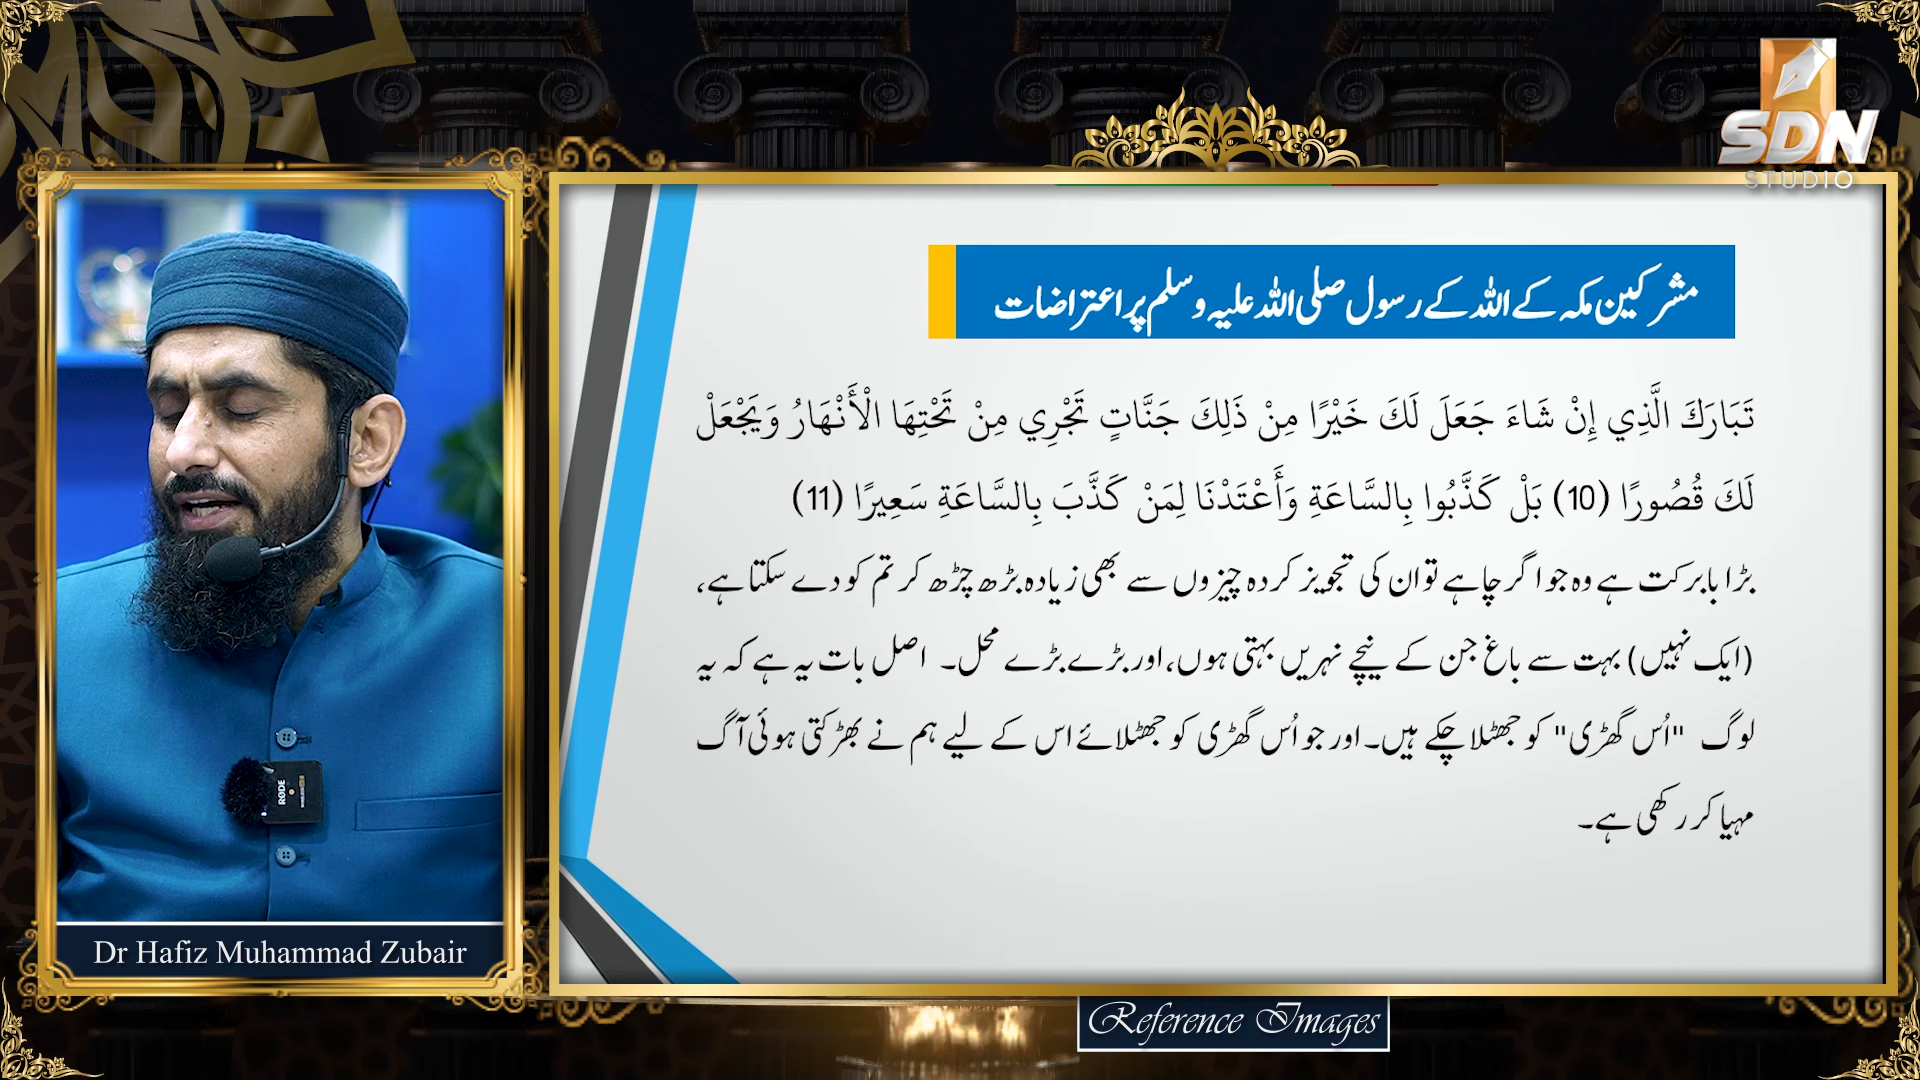 SDN
STUDIO
مشرکین مکہ کے اللہ کے رسول صلی اللہ علیہ وسلم پر اعتراضات
تَبَارَكَ الَّذِي إِنْ شَاءَ جَعَلَ لَكَ خَيْرًا مِنْ ذَلِكَ جَنَّاتٍ تَجْرِي مِنْ تَحْتِهَا الْأَنْهَارُ وَيَجْعَلْ
لَكَ قُصُورًا (10) بَلْ كَذَّبُوا بِالسَّاعَةِ وَأَعْتَدْنَا لِمَنْ كَذَّبَ بِالسَّاعَةِ سَعِيرًا (11)
بڑا بابرکت ہے وہ جو اگر چاہے تو ان کی تجویز کردہ چیزوں سے بھی زیادہ بڑھ چڑھ کر تم کو دے سکتا ہے،
(ایک نہیں) بہت سے باغ جن کے نیچے نہریں بہتی ہوں، اور بڑے بڑے محل۔ اصل بات یہ ہے کہ یہ
لوگ "اُس گھڑی" کو جھٹلا چکے ہیں۔ اور جو اُس گھڑی کو جھٹلائے اس کے لیے ہم نے بھڑکتی ہوئی آگ
مہیا کر رکھی ہے۔
RØDE
Dr Hafiz Muhammad Zubair
Reference Images